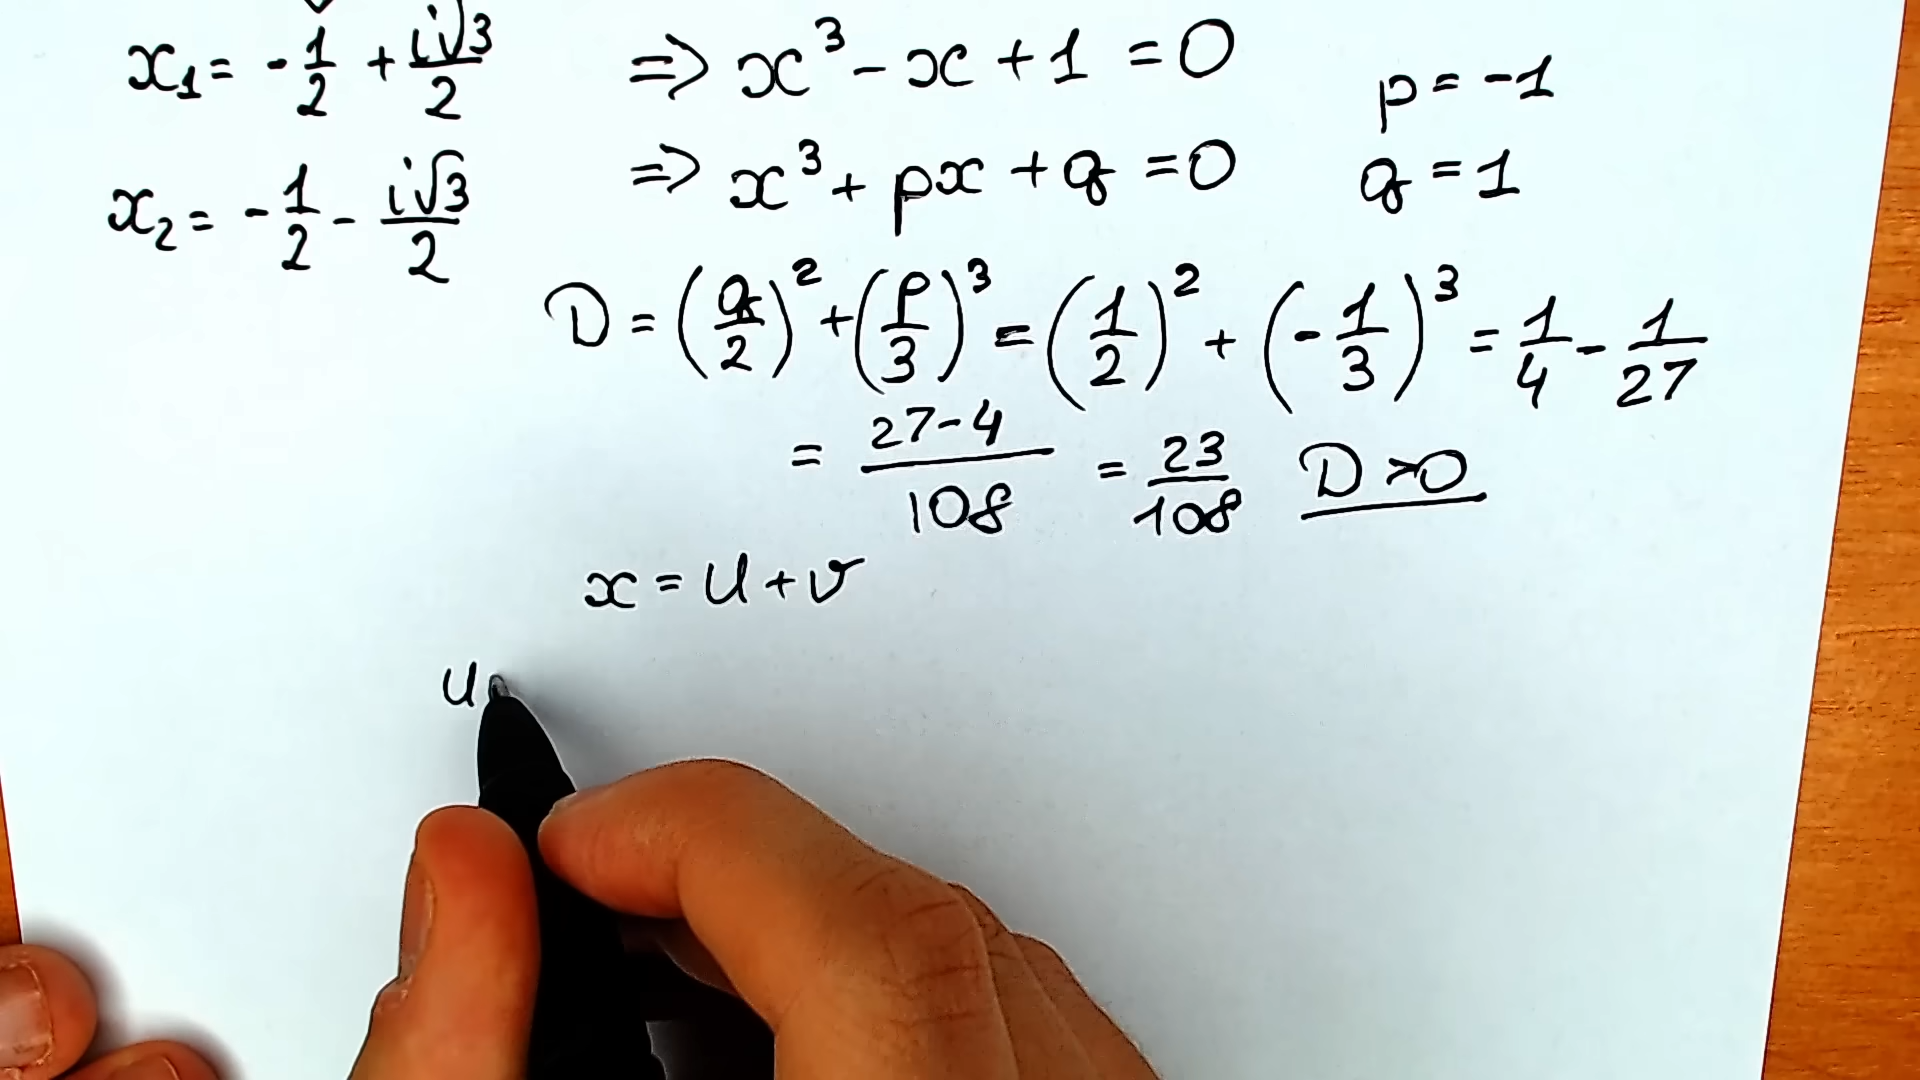 x₁ = -1/2 + i√3/2
x₂ = -1/2 - i√3/2
=> x³ - x + 1 = 0
=> x³ + px + q = 0
p = -1
q = 1
D = (q/2)² + (p/3)³ = (1/2)² + (-1/3)³ = 1/4 - 1/27
= 27-4/108 = 23/108 D>0
x = u + v
u